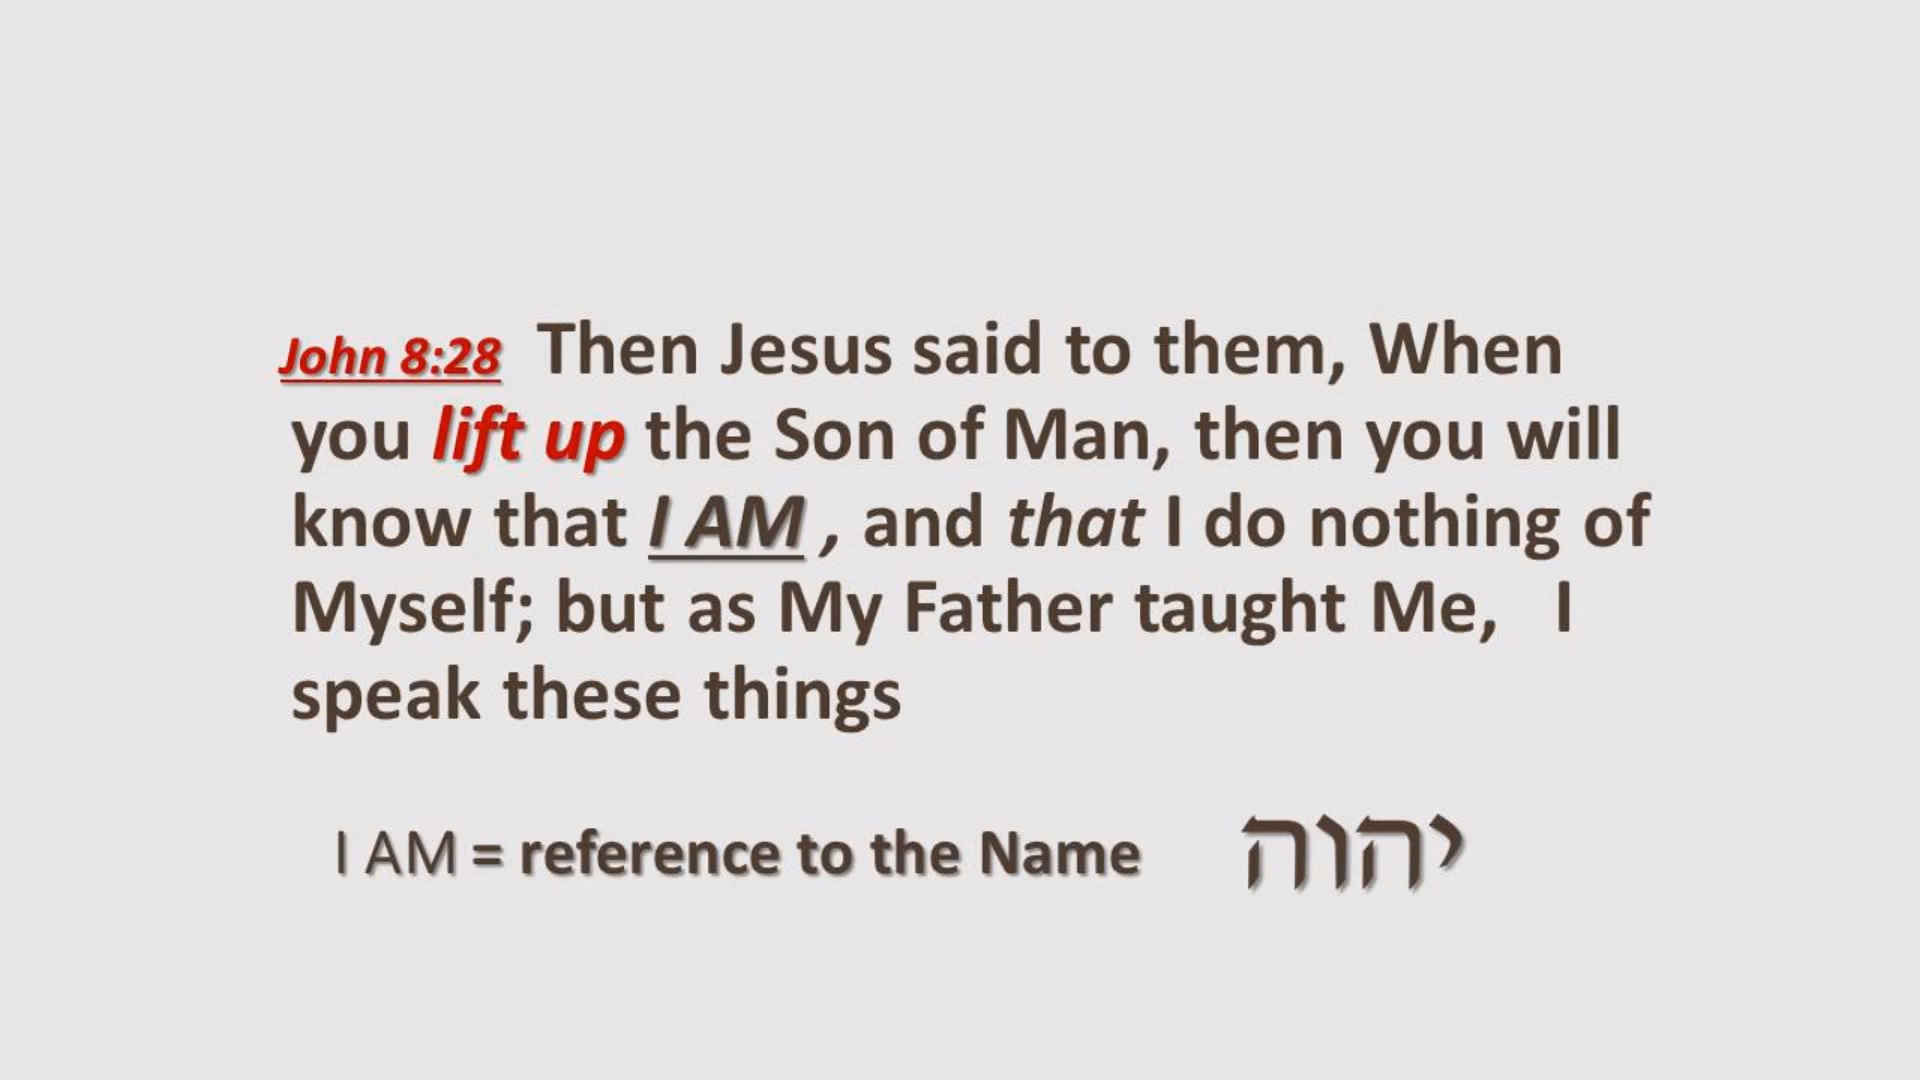 John 8:28 Then Jesus said to them, When
you lift up the Son of Man, then you will
know that I AM , and that I do nothing of
Myself; but as My Father taught Me, I
speak these things
I AM = reference to the Name יהוה